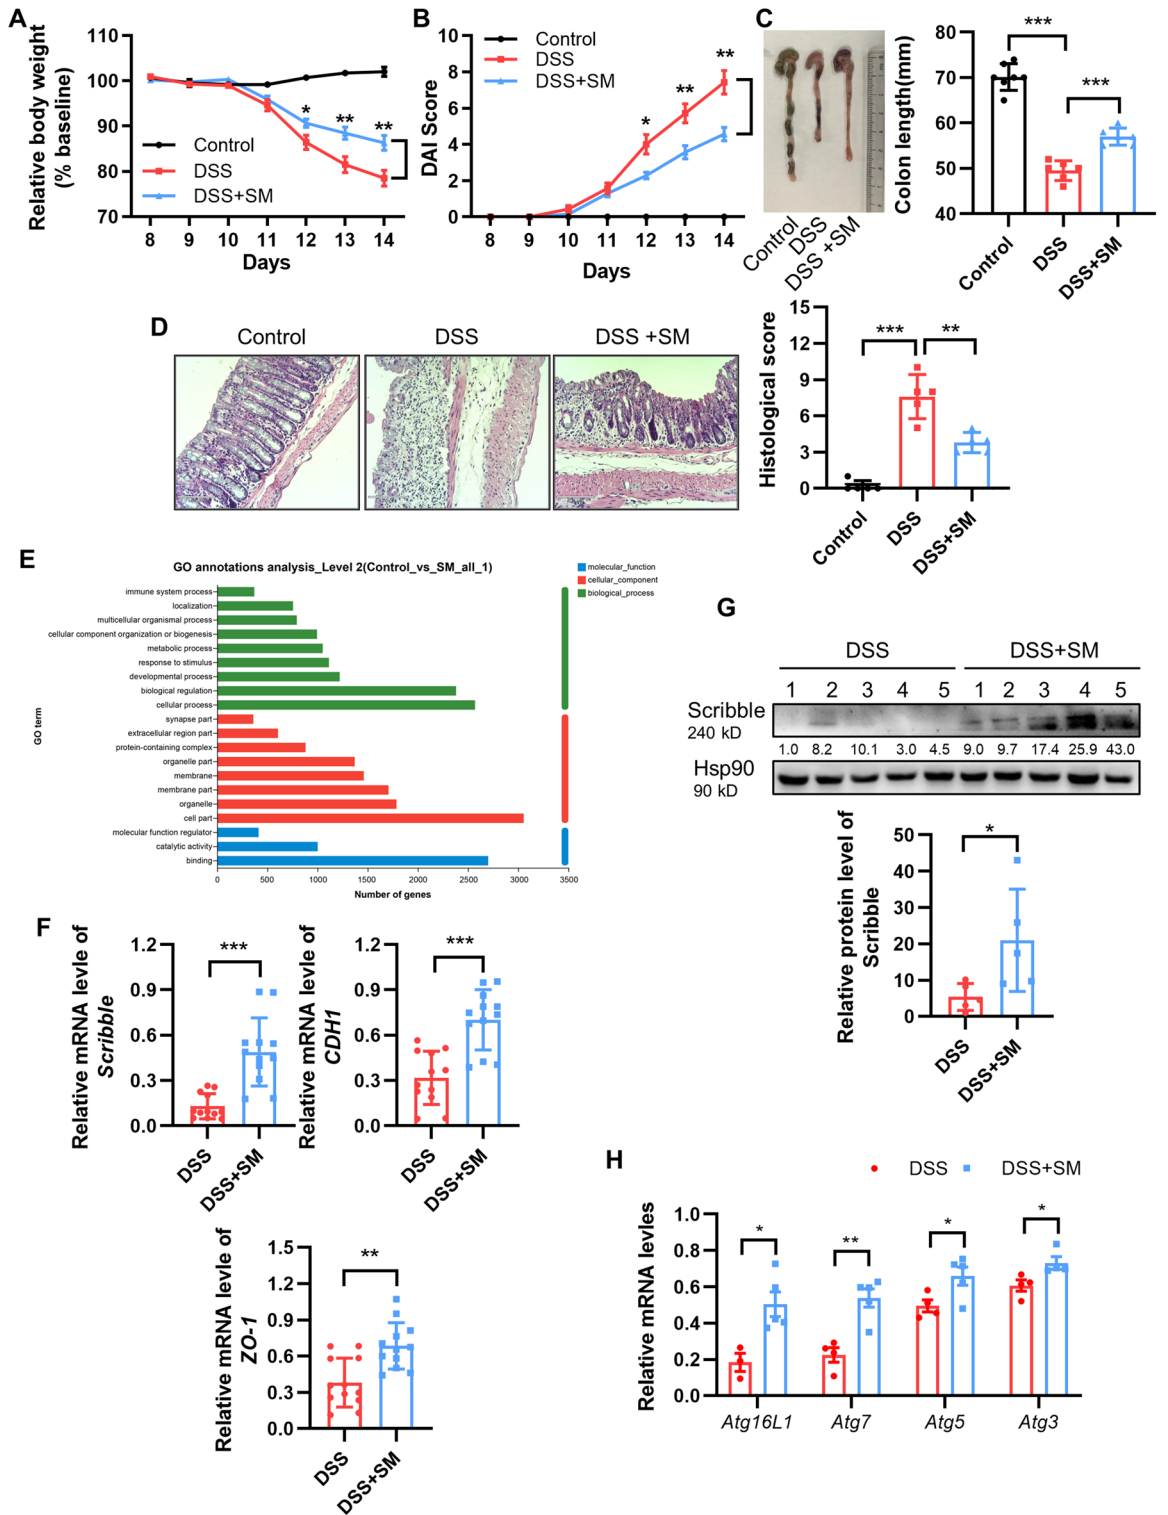 A
Relative body weight
(% baseline)
110
100
90
80
70
Control
DSS
DSS+SM
*
**
**
8 9 10 11 12 13 14
Days
B
DAI Score
10
8
6
4
2
0
Control
DSS
DSS+SM
*
**
**
8 9 10 11 12 13 14
Days
C
Control
DSS
DSS +SM
Colon length(mm)
80
70
60
50
40
***
***
Control
DSS
DSS+SM
D
Control
DSS
DSS +SM
Histological score
15
12
9
6
3
0
***
**
Control
DSS
DSS+SM
E
GO annotations analysis_Level 2(Control_vs_SM_all_1)
molecular_function
cellular_component
biological_process
GO term
immune system process
localization
multicellular organismal process
cellular component organization or biogenesis
metabolic process
response to stimulus
developmental process
biological regulation
cellular process
synapse part
extracellular region part
protein-containing complex
organelle part
membrane
membrane part
organelle
cell part
molecular function regulator
catalytic activity
binding
0 500 1000 1500 2000 2500 3000 3500
Number of genes
G
DSS DSS+SM
1 2 3 4 5 1 2 3 4 5
Scribble
240 kD
1.0 8.2 10.1 3.0 4.5 9.0 9.7 17.4 25.9 43.0
Hsp90
90 kD
Relative protein level of
Scribble
50
40
30
20
10
0
*
DSS
DSS+SM
F
Relative mRNA levele of
Scribble
1.2
0.9
0.6
0.3
0.0
***
DSS
DSS+SM
Relative mRNA levele of
CDH1
1.2
0.9
0.6
0.3
0.0
***
DSS
DSS+SM
Relative mRNA levele of
ZO-1
1.5
1.2
0.9
0.6
0.3
0.0
**
DSS
DSS+SM
H
DSS DSS+SM
Relative mRNA levles
1.0
0.8
0.6
0.4
0.2
0.0
*
**
*
*
Atg16L1 Atg7 Atg5 Atg3